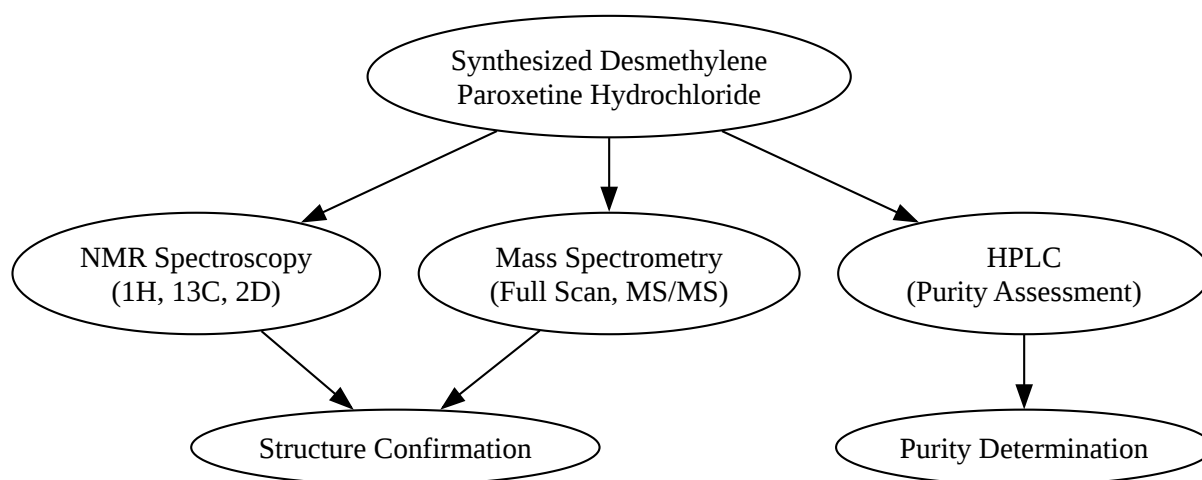 Synthesized Desmethylene
Paroxetine Hydrochloride
NMR Spectroscopy
(1H, 13C, 2D)
Mass Spectrometry
(Full Scan, MS/MS)
HPLC
(Purity Assessment)
Structure Confirmation
Purity Determination